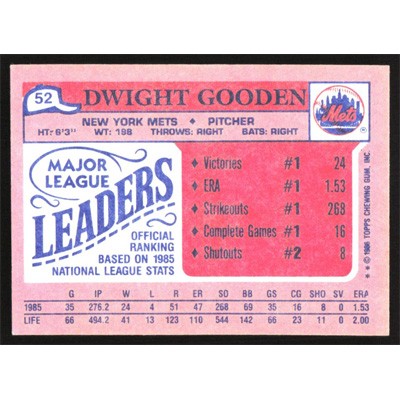 52 DWIGHT GOODEN
Mets
NEW YORK METS ♦ PITCHER
HT: 6'3" WT: 198 THROWS: RIGHT BATS: RIGHT
MAJOR
LEAGUE
LEADERS
OFFICIAL
RANKING
BASED ON 1985
NATIONAL LEAGUE STATS
♦ Victories #1 24
♦ ERA #1 1.53
♦ Strikeouts #1 268
♦ Complete Games #1 16
♦ Shutouts #2 8
♦ ♦ © 1986 TOPPS CHEWING GUM, INC.
G IP W L R ER SO BB GS CG SHO SV ERA
1985 35 276.2 24 4 51 47 268 69 35 16 8 0 1.53
LIFE 66 494.2 41 13 123 110 544 142 66 23 11 0 2.00